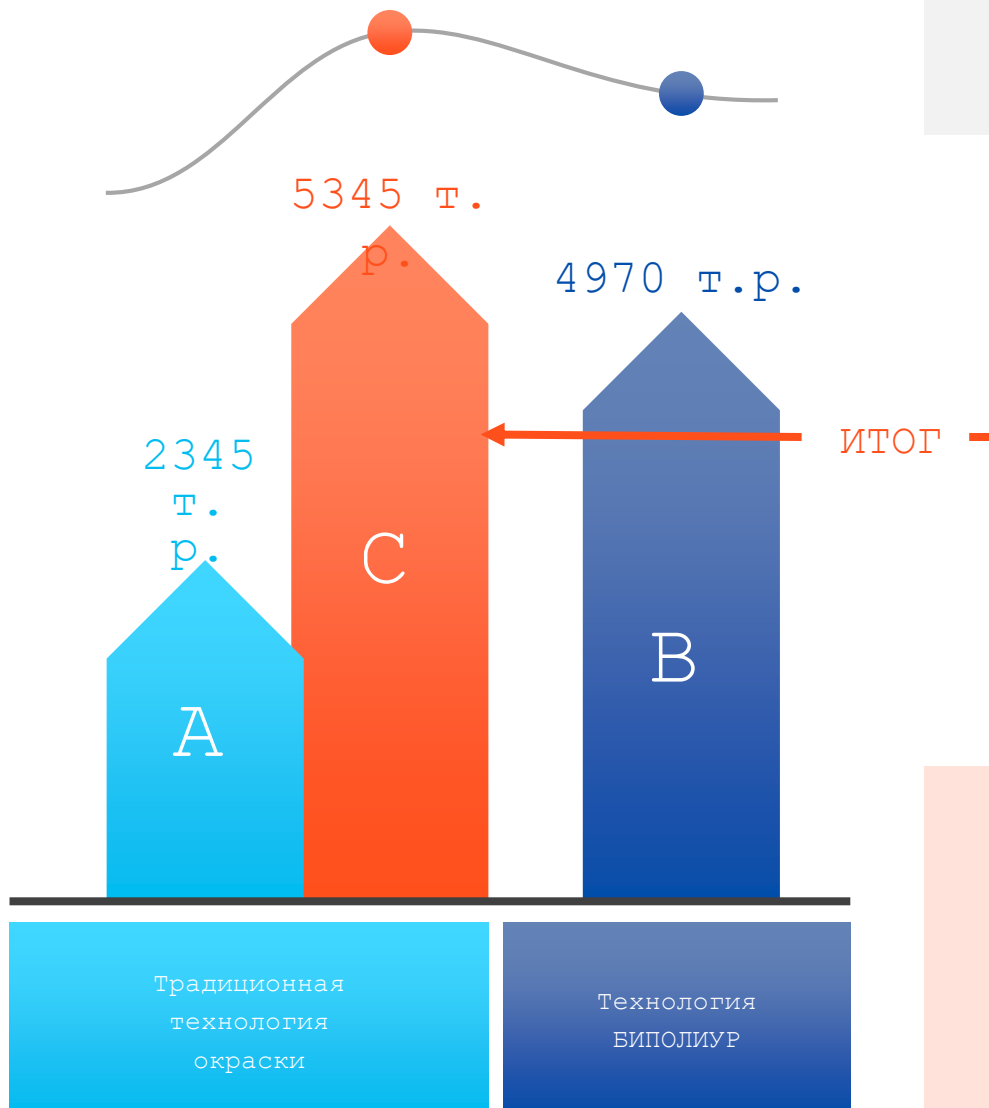 5345 т.
р.
4970 т.р.
2345
т.
р.
ИТОГ
C
B
A
Традиционная
технология
окраски
Технология
БИПОЛИУР